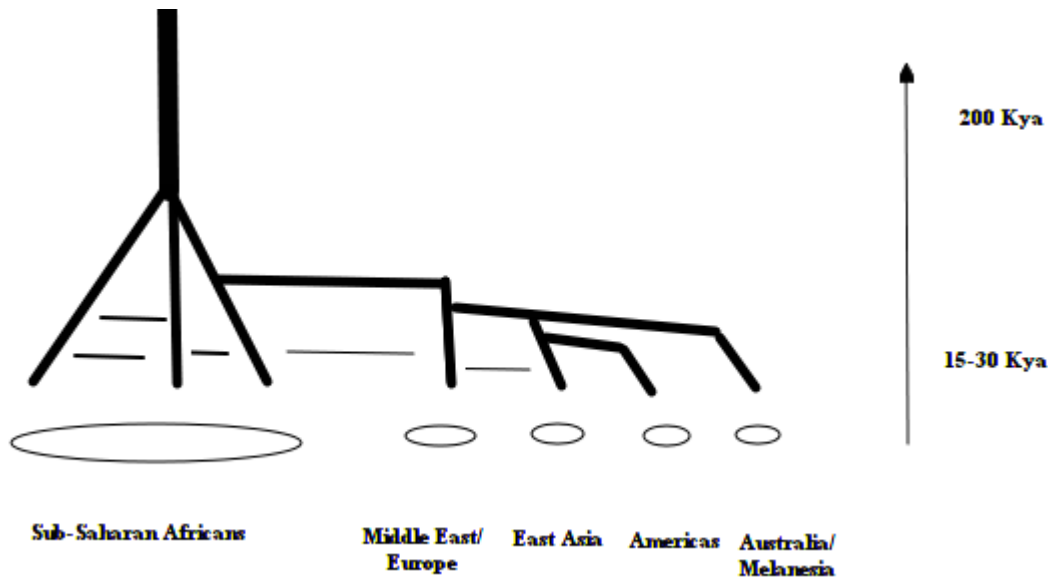 200 Kya
15-30 Kya
Sub-Saharan Africans
Middle East/
Europe
East Asia
Americas
Australia/
Melanesia